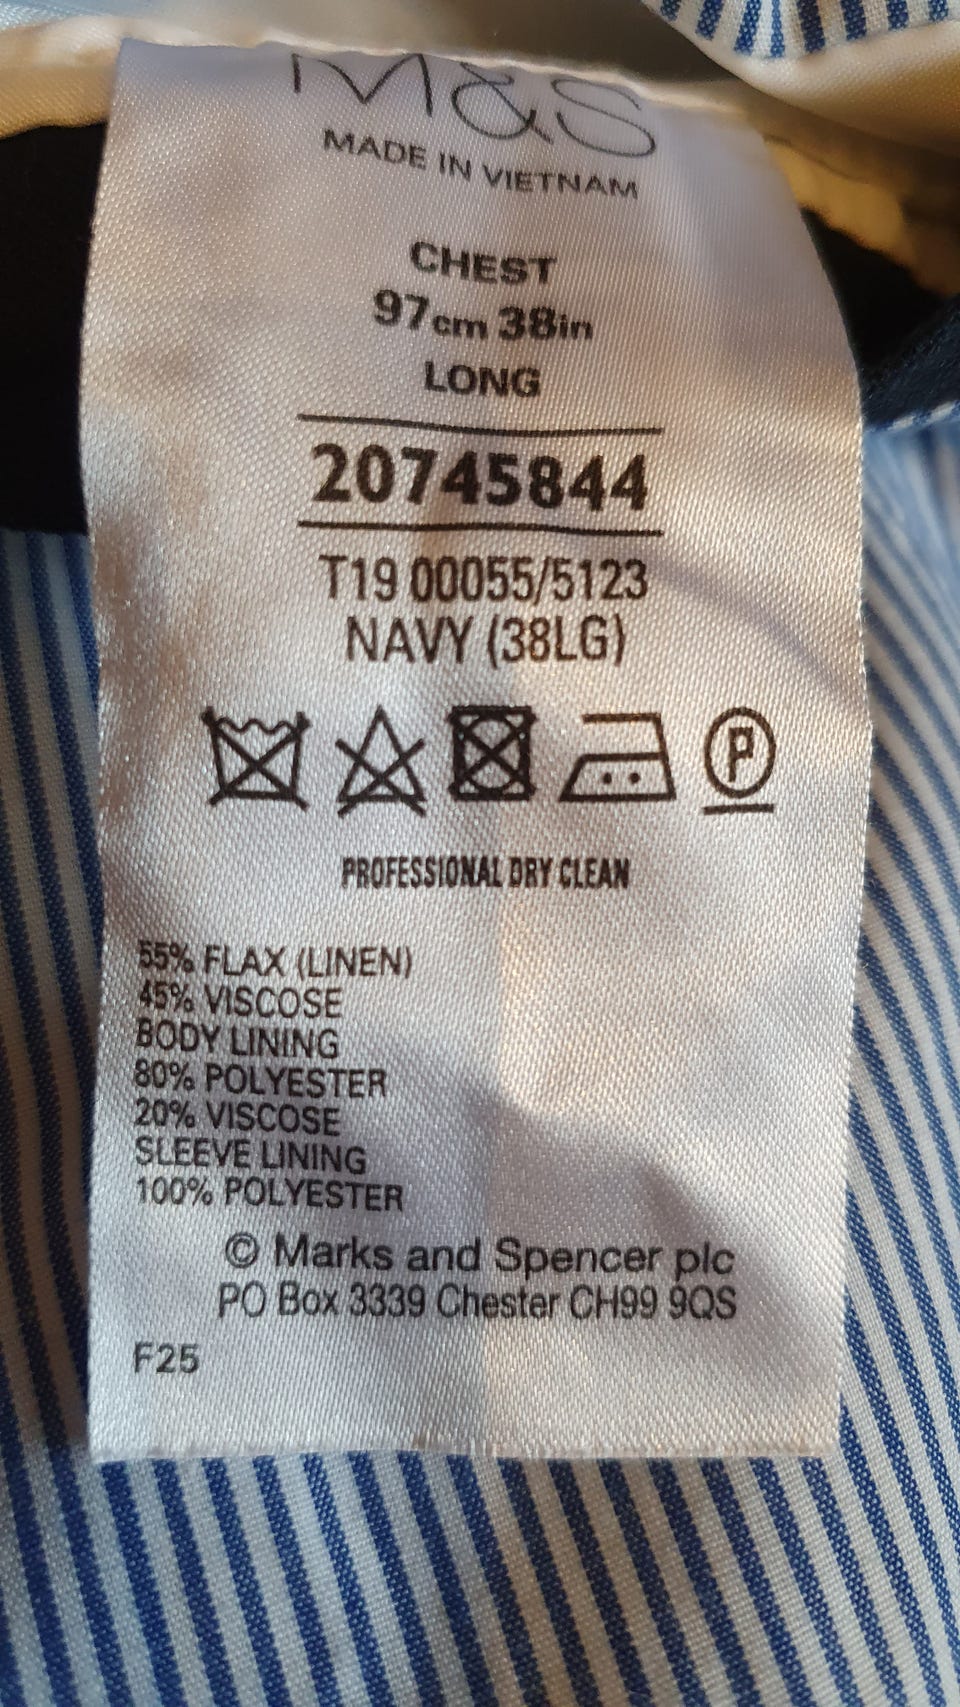 M&S
MADE IN VIETNAM
CHEST
97cm 38in
LONG
20745844
T19 00055/5123
NAVY (38LG)
P
PROFESSIONAL DRY CLEAN
55% FLAX (LINEN)
45% VISCOSE
BODY LINING
80% POLYESTER
20% VISCOSE
SLEEVE LINING
100% POLYESTER
© Marks and Spencer plc
PO Box 3339 Chester CH99 9QS
F25